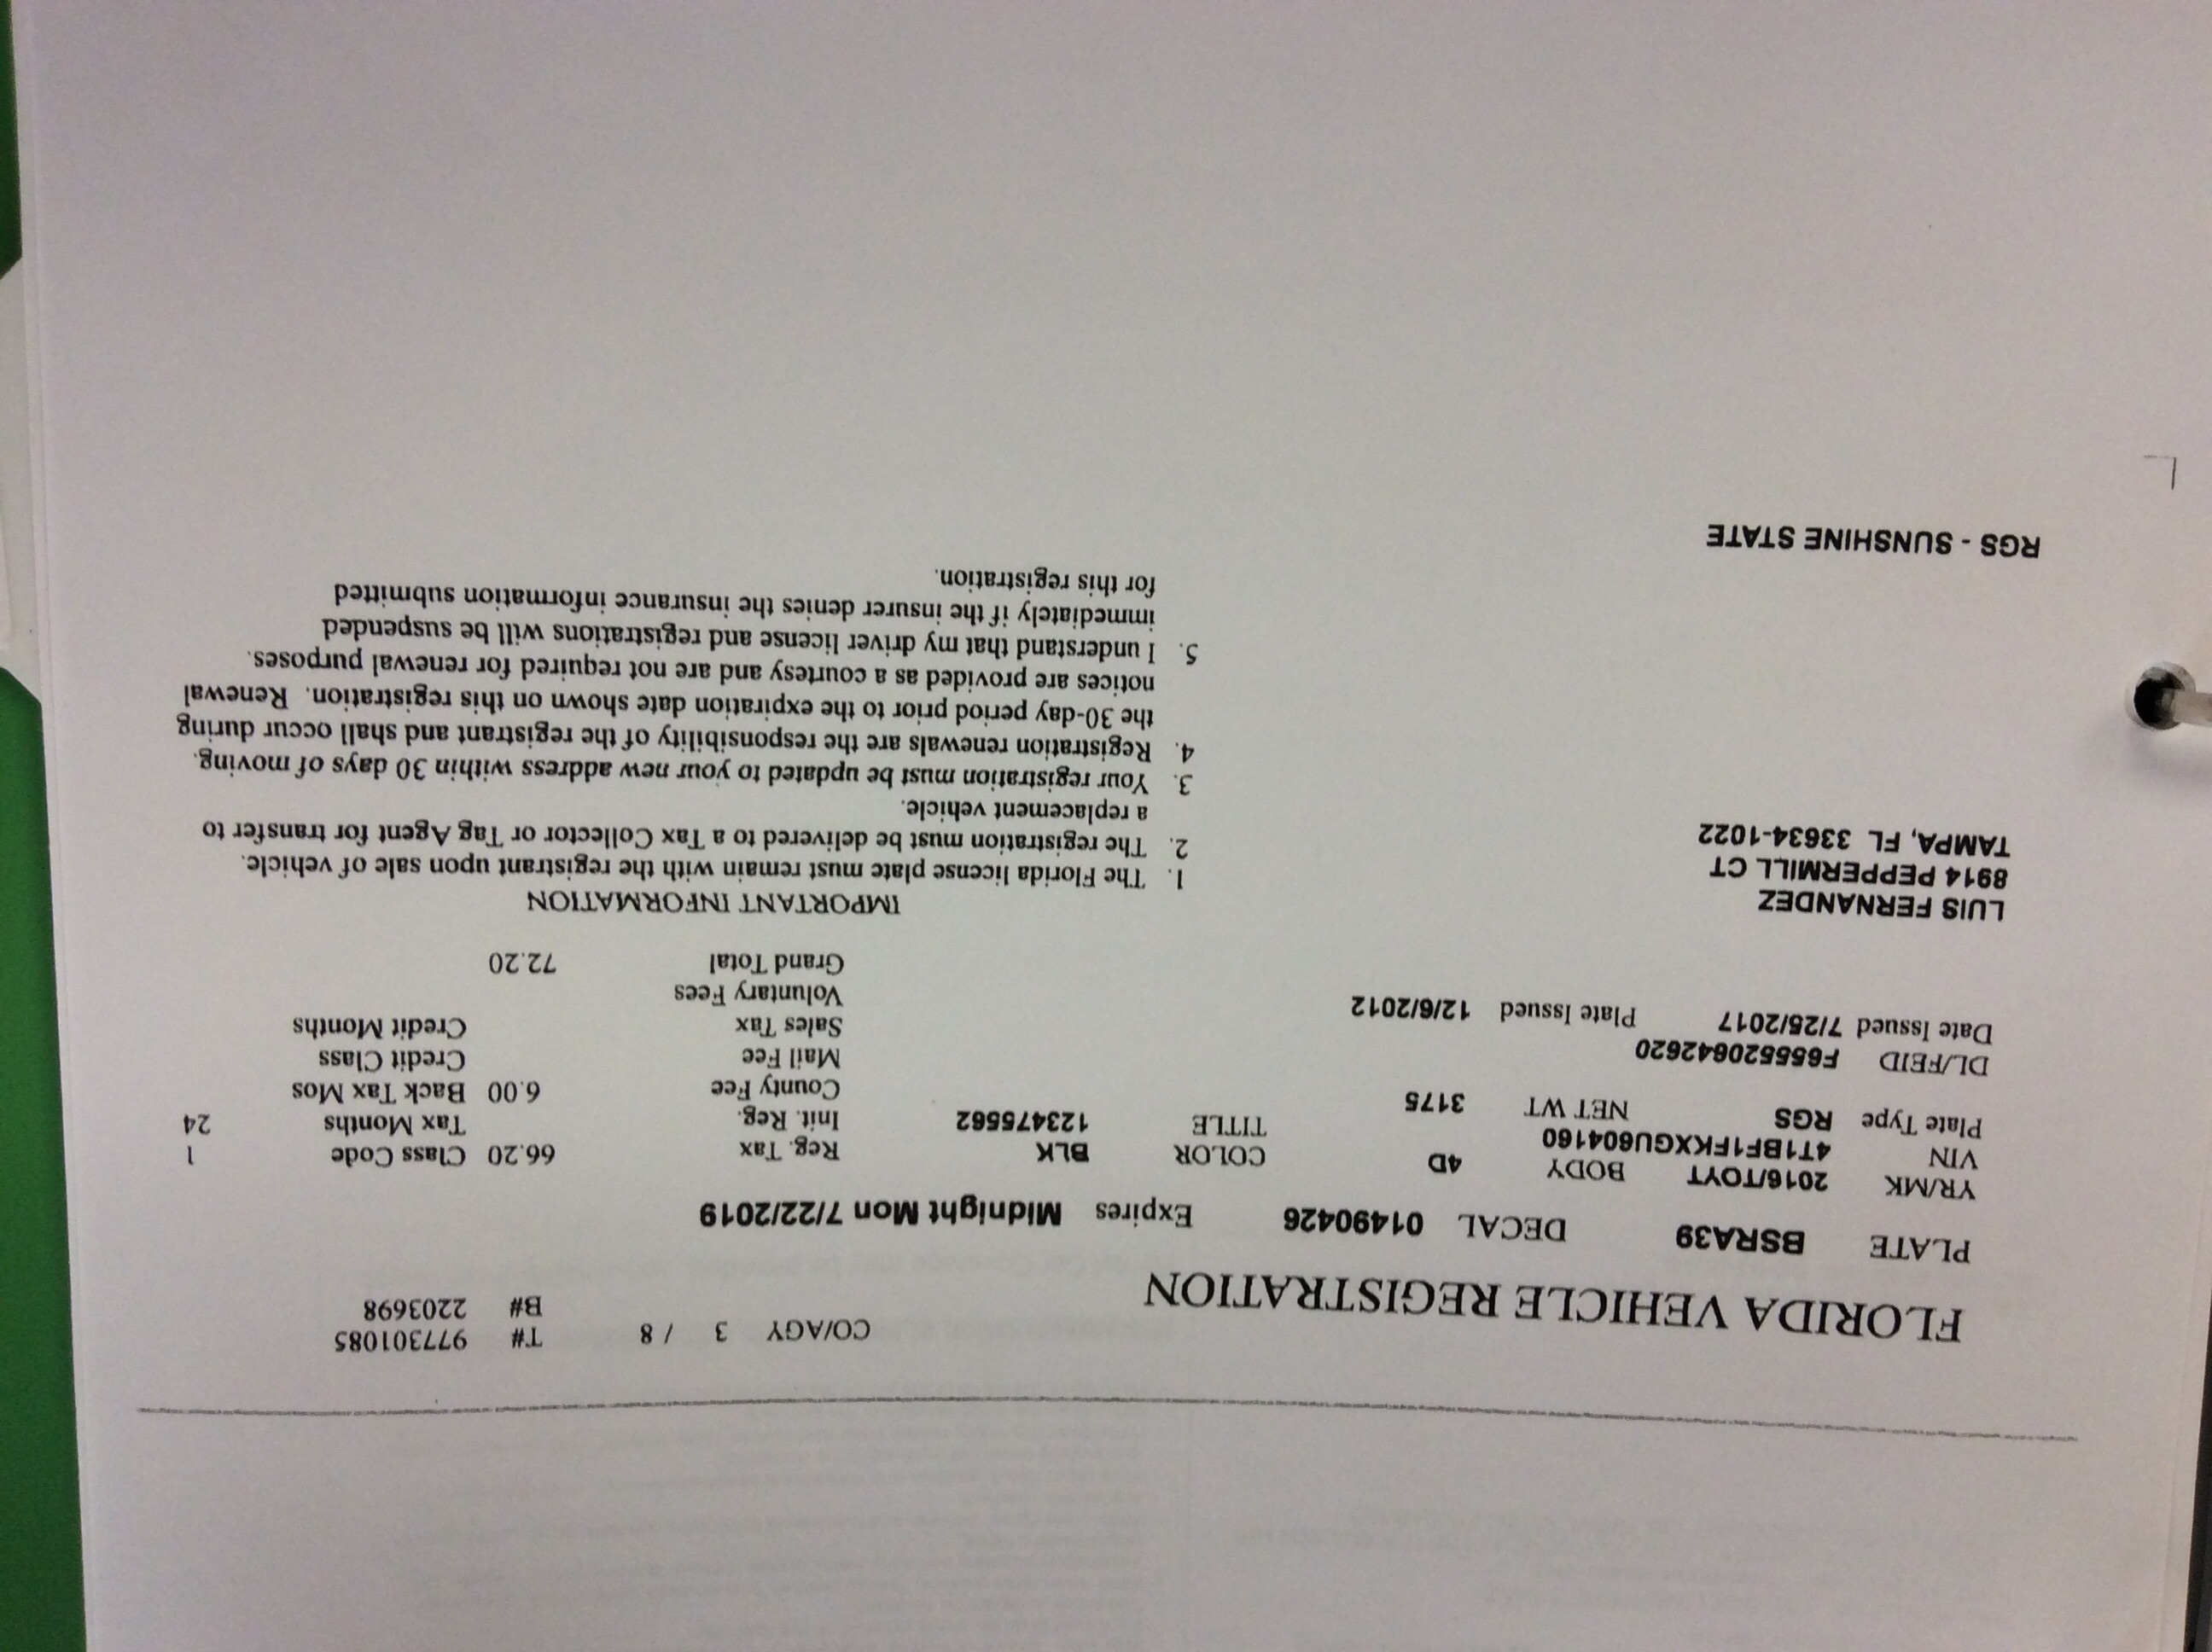 FLORIDA VEHICLE REGISTRATION CO/AGY 3 / 8 T# 977301085
B# 2203698
PLATE BSRA39 DECAL 01490426 Expires Midnight Mon 7/22/2019
YR/MK 2016/TOYT BODY 4D COLOR BLK Reg. Tax 66.20 Class Code 1
VIN 4T1BF1FKXGU604160 TITLE 123475562 Init. Reg. Tax Months 24
Plate Type RGS NET WT 3175 County Fee 6.00 Back Tax Mos
Mail Fee Credit Class
DL/FEID F655520642620 Sales Tax Credit Months
Date Issued 7/25/2017 Plate Issued 12/6/2012 Voluntary Fees
Grand Total 72.20
LUIS FERNANDEZ
8914 PEPPERMILL CT
TAMPA, FL 33634-1022
IMPORTANT INFORMATION
1. The Florida license plate must remain with the registrant upon sale of vehicle.
2. The registration must be delivered to a Tax Collector or Tag Agent for transfer to
a replacement vehicle.
3. Your registration must be updated to your new address within 30 days of moving.
4. Registration renewals are the responsibility of the registrant and shall occur during
the 30-day period prior to the expiration date shown on this registration. Renewal
notices are provided as a courtesy and are not required for renewal purposes.
5. I understand that my driver license and registrations will be suspended
immediately if the insurer denies the insurance information submitted
for this registration.
RGS - SUNSHINE STATE